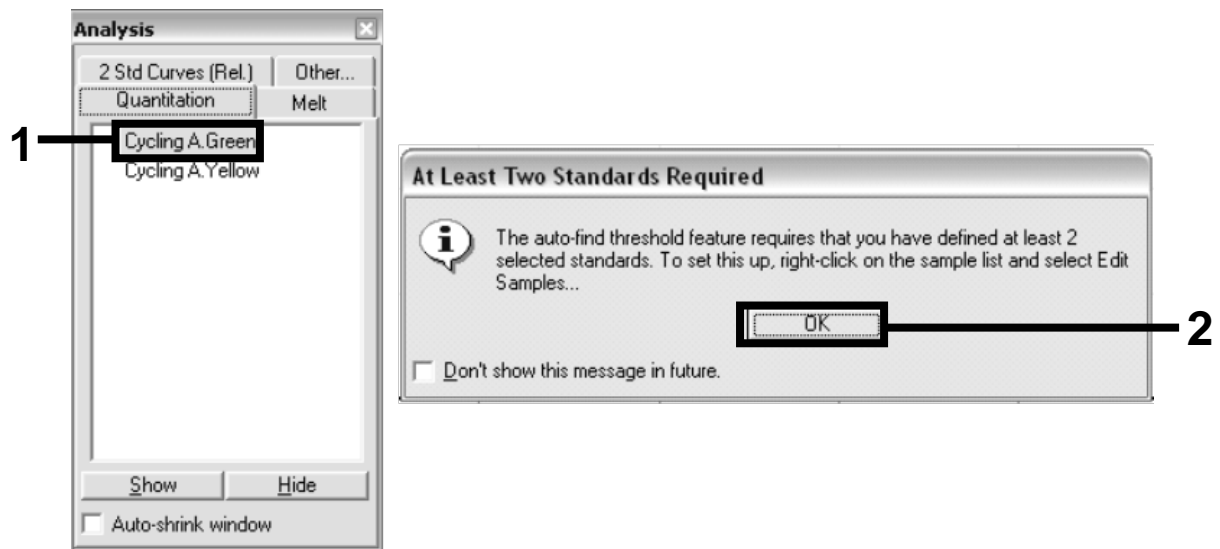 Analysis
2 Std Curves (Rel.) Other...
Quantitation Melt
1
Cycling A.Green
Cycling A.Yellow
Show Hide
Auto-shrink window
At Least Two Standards Required
The auto-find threshold feature requires that you have defined at least 2
selected standards. To set this up, right-click on the sample list and select Edit
Samples...
OK
2
Don't show this message in future.